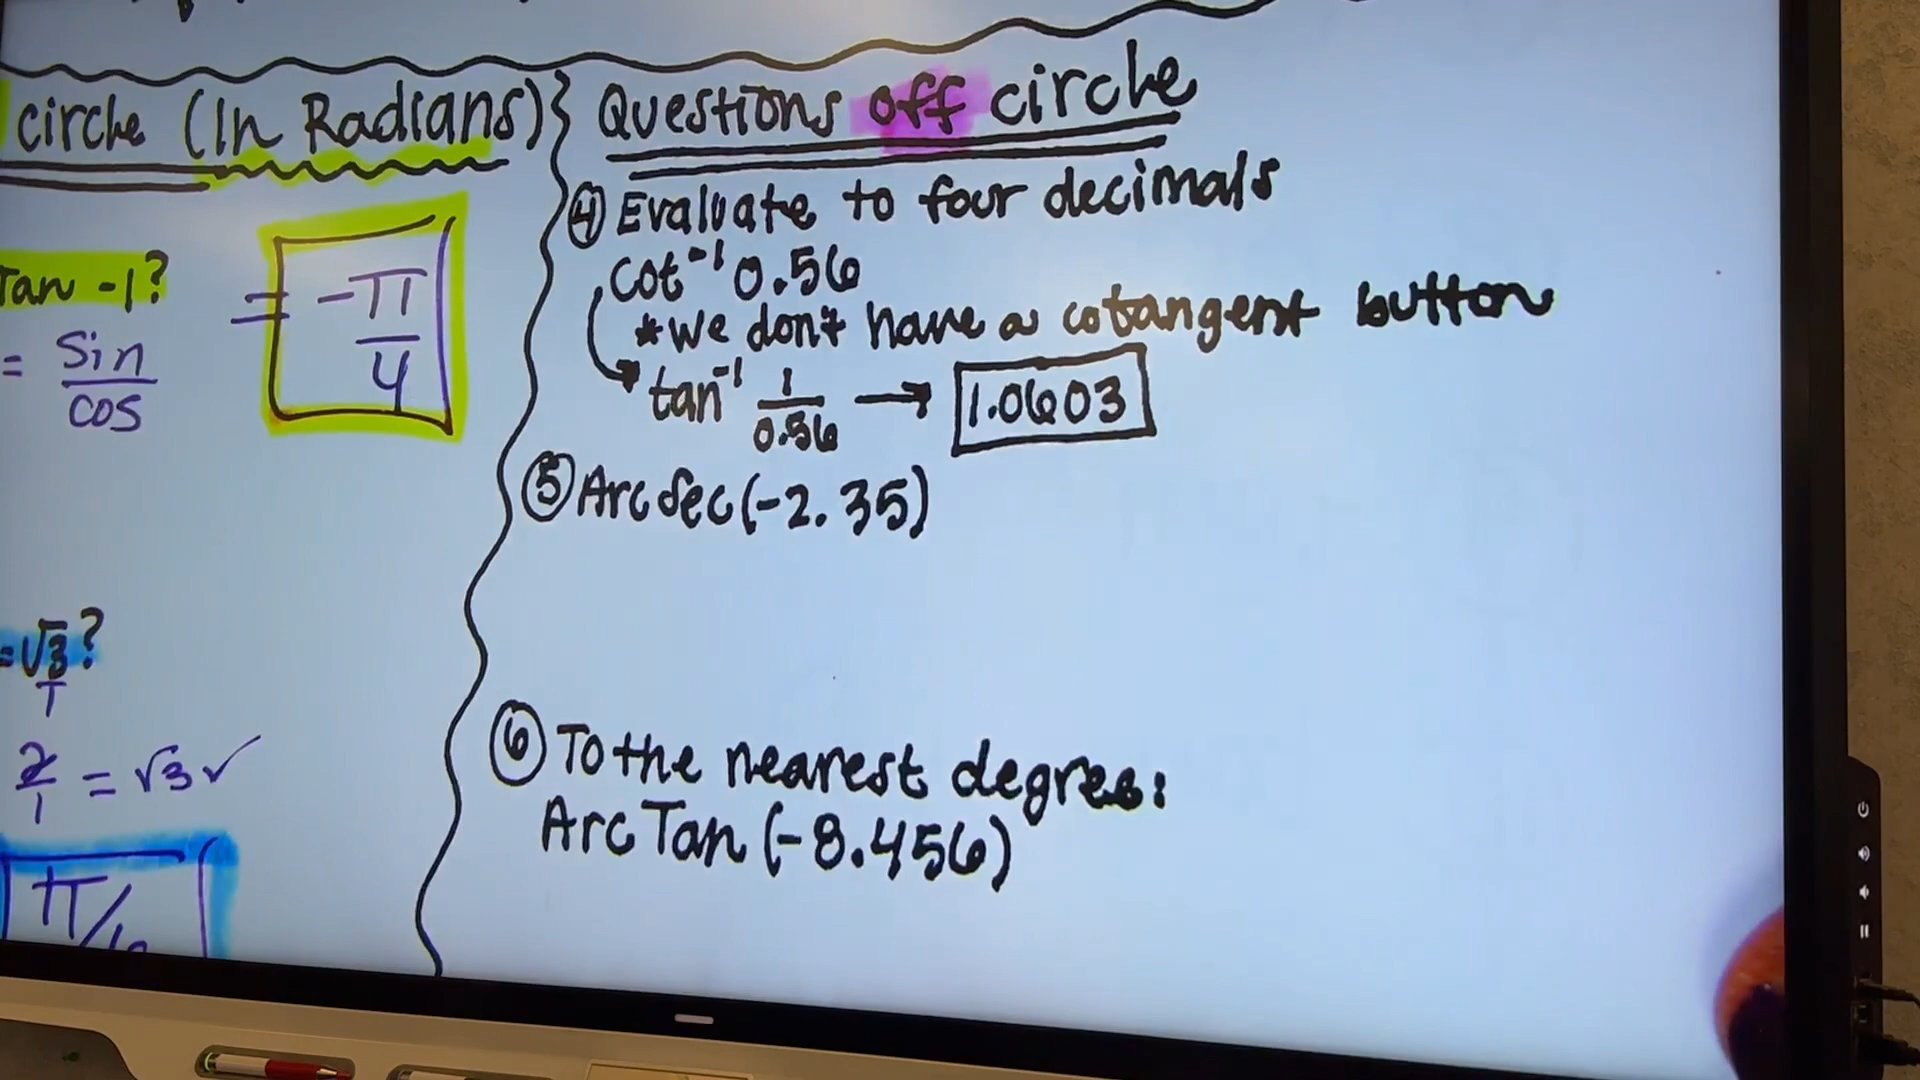 circle (In Radians)
Tan -1?
= Sin
cos
= -π
4
=√3?
1
2
1 = √3 ✓
π/6
Questions off circle
④ Evaluate to four decimals
cot⁻¹ 0.56
*we don't have a cotangent button
tan⁻¹ 1
0.56 → 1.0603
⑤ ArcSec(-2.35)
⑥ To the nearest degree:
ArcTan (-8.456)